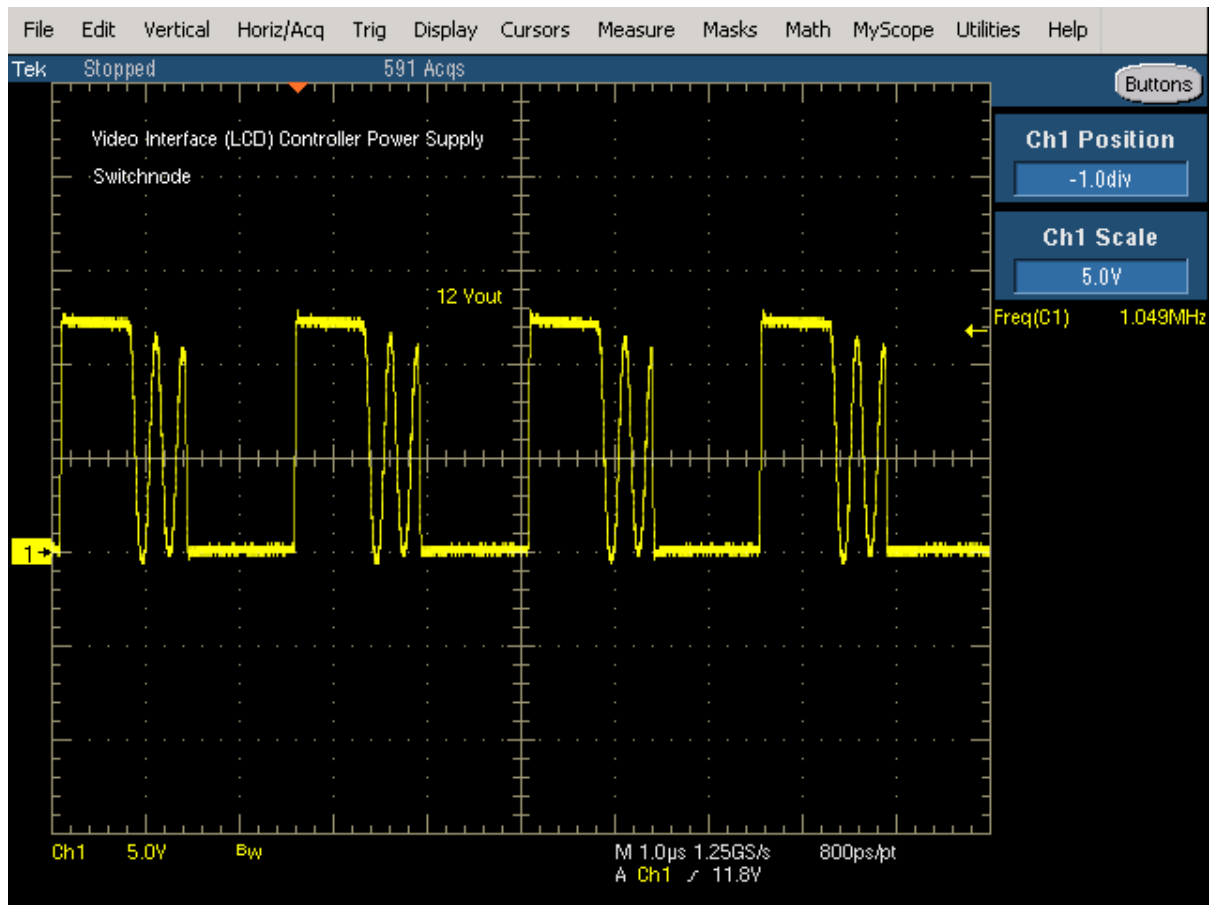 File Edit Vertical Horiz/Acq Trig Display Cursors Measure Masks Math MyScope Utilities Help
Tek Stopped 591 Acqs
Buttons
Video Interface (LCD) Controller Power Supply
Switchnode
Ch1 Position
-1.0div
Ch1 Scale
5.0V
12 Vout
Freq(C1) 1.049MHz
1
Ch1 5.0V BW M 1.0µs 1.25GS/s 800ps/pt
A Ch1 11.8V